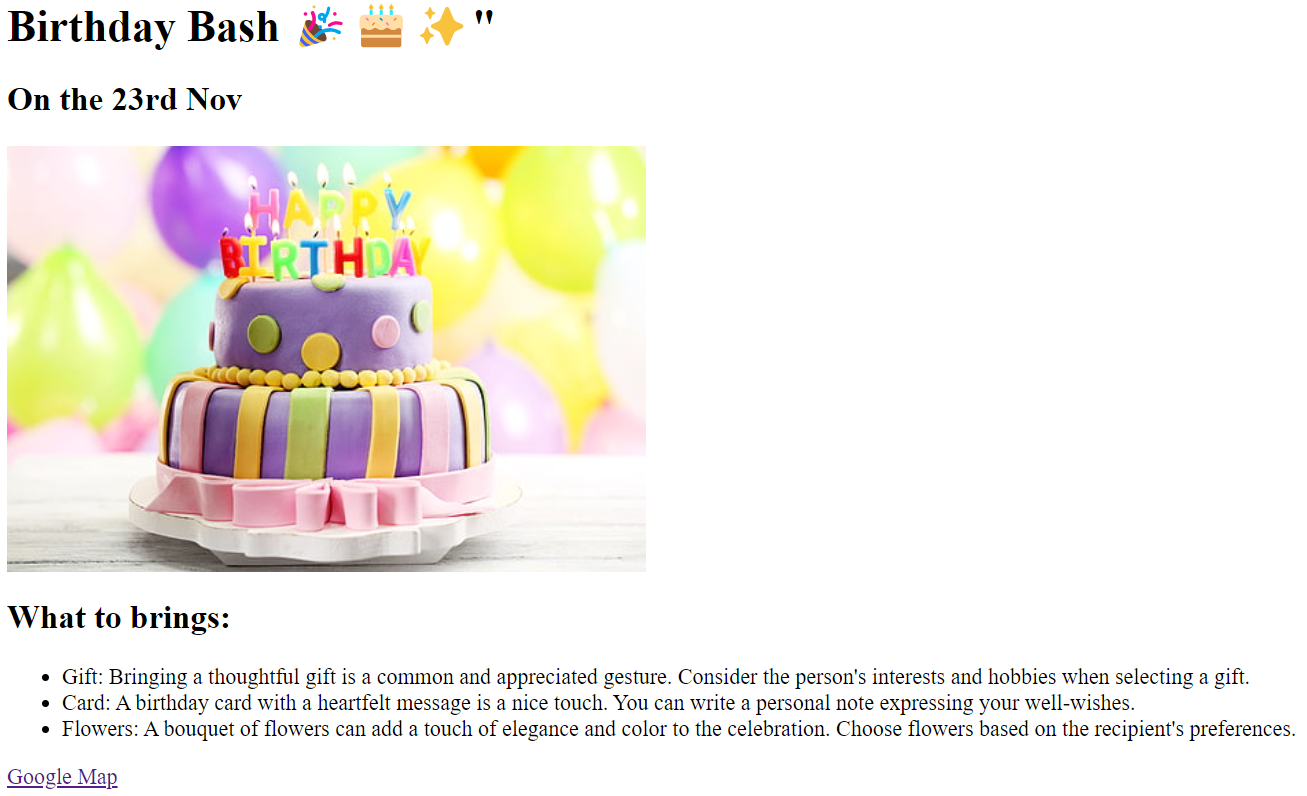 Birthday Bash 🎉 🎂 ✨ "
On the 23rd Nov
HAPPY
BIRTHDAY
What to brings:
• Gift: Bringing a thoughtful gift is a common and appreciated gesture. Consider the person's interests and hobbies when selecting a gift.
• Card: A birthday card with a heartfelt message is a nice touch. You can write a personal note expressing your well-wishes.
• Flowers: A bouquet of flowers can add a touch of elegance and color to the celebration. Choose flowers based on the recipient's preferences.
Google Map